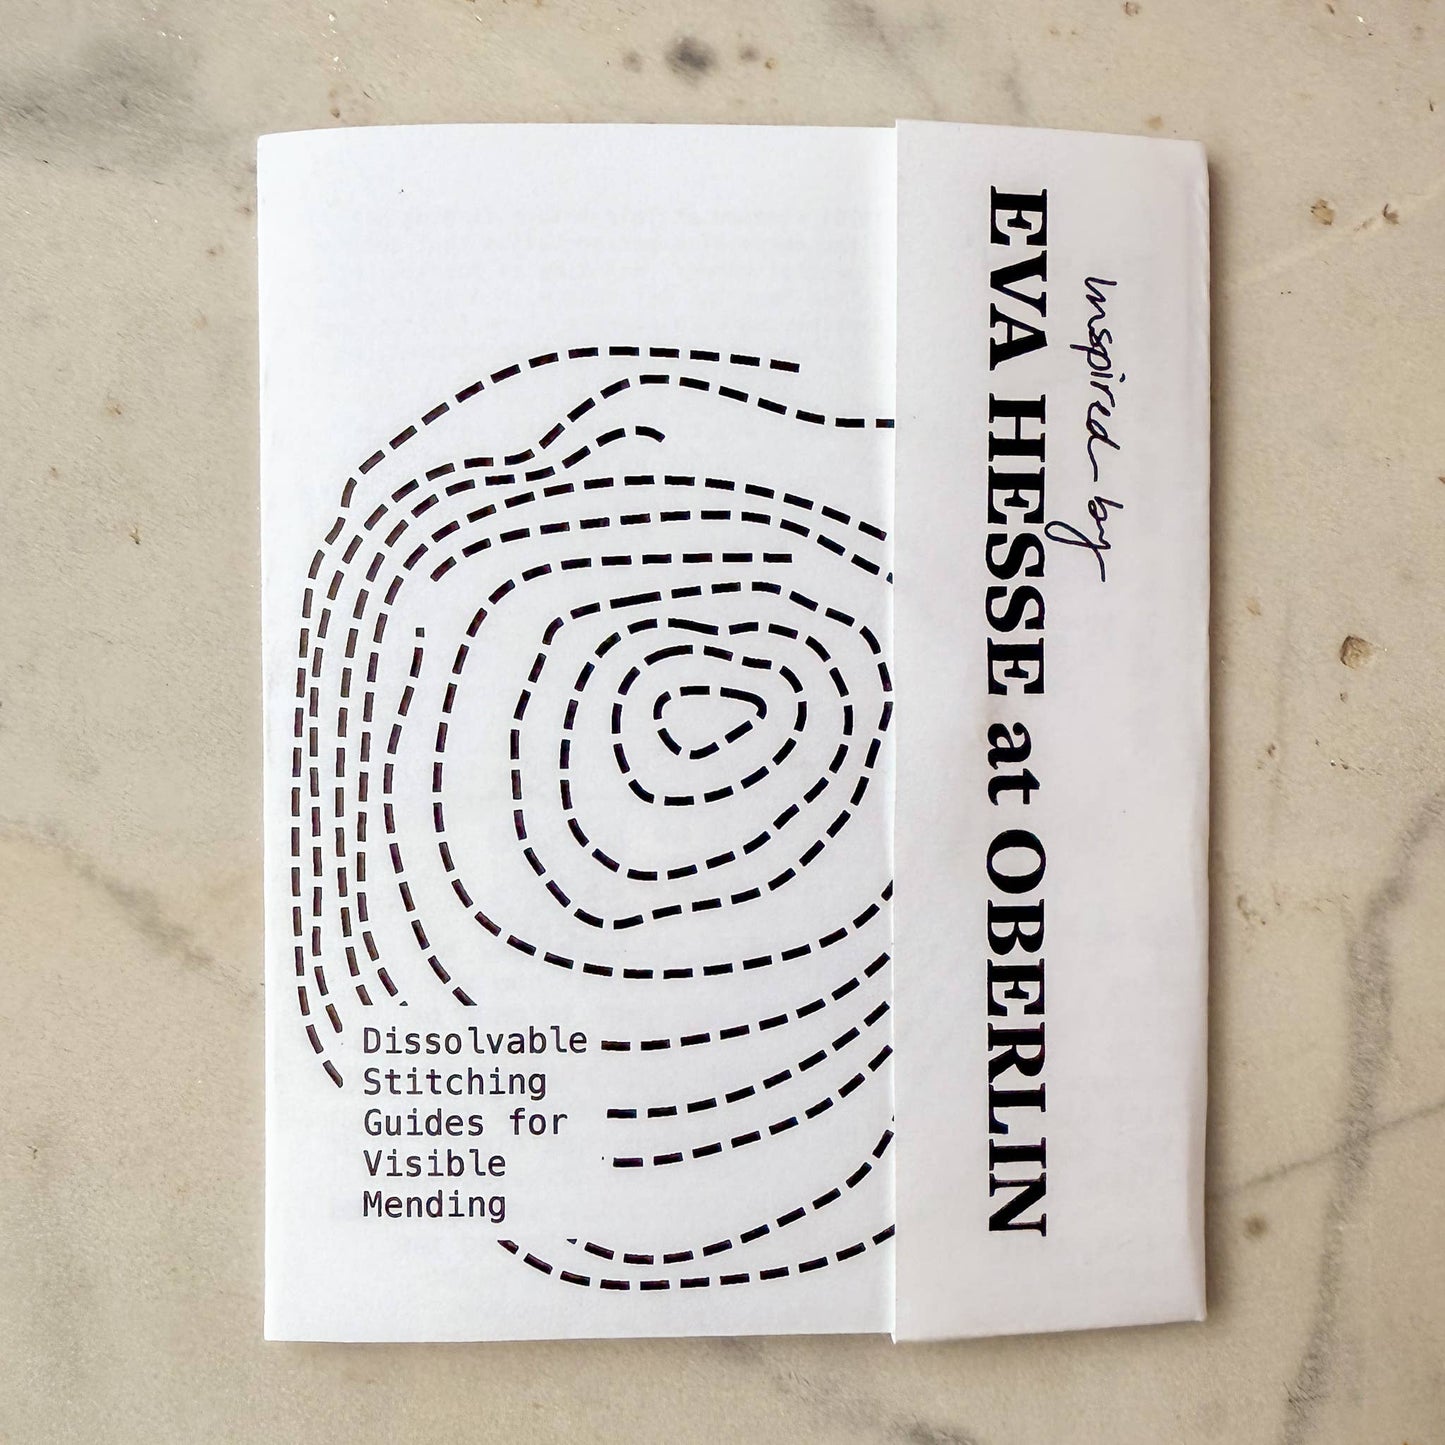 Inspired by
EVA HESSE at OBERLIN
Dissolvable
Stitching
Guides for
Visible
Mending